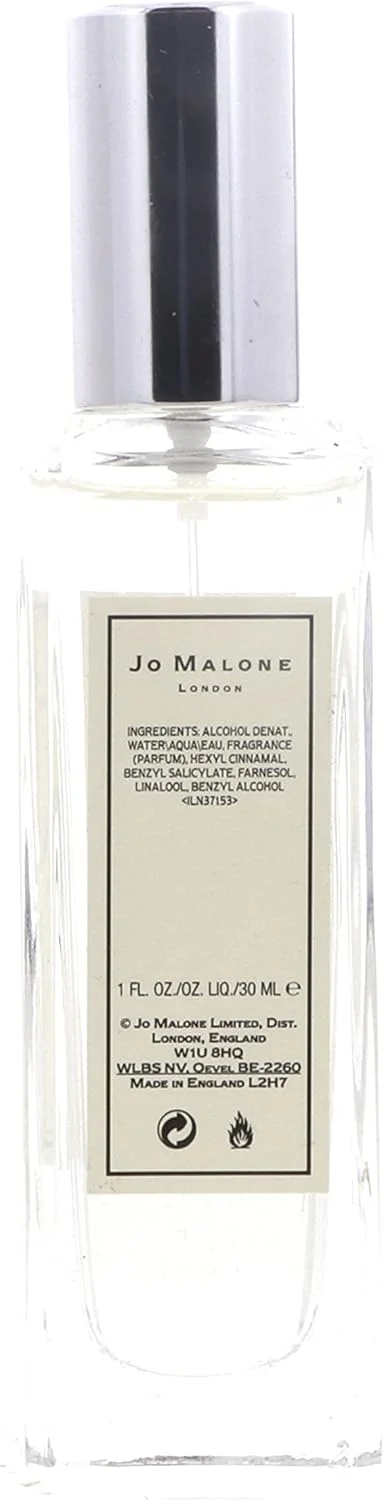 JO MALONE
LONDON
INGREDIENTS: ALCOHOL DENAT.,
WATER\AQUA\EAU, FRAGRANCE
(PARFUM), HEXYL CINNAMAL,
BENZYL SALICYLATE, FARNESOL,
LINALOOL, BENZYL ALCOHOL
<ILN37153>
1 FL. OZ./OZ. LIQ./30 ML ℮
© JO MALONE LIMITED, DIST.
LONDON, ENGLAND
W1U 8HQ
WLBS NV. OEVEL BE-2260
MADE IN ENGLAND L2H7